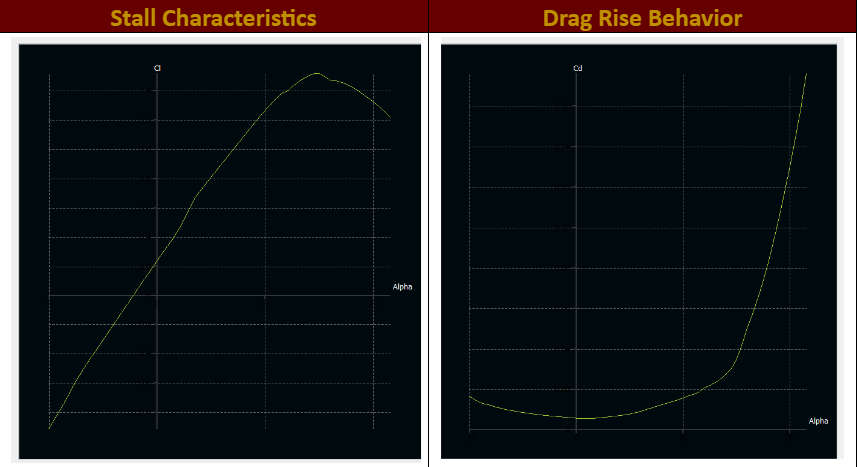 Stall Characteristics
Drag Rise Behavior
Cl
Alpha
Cd
Alpha